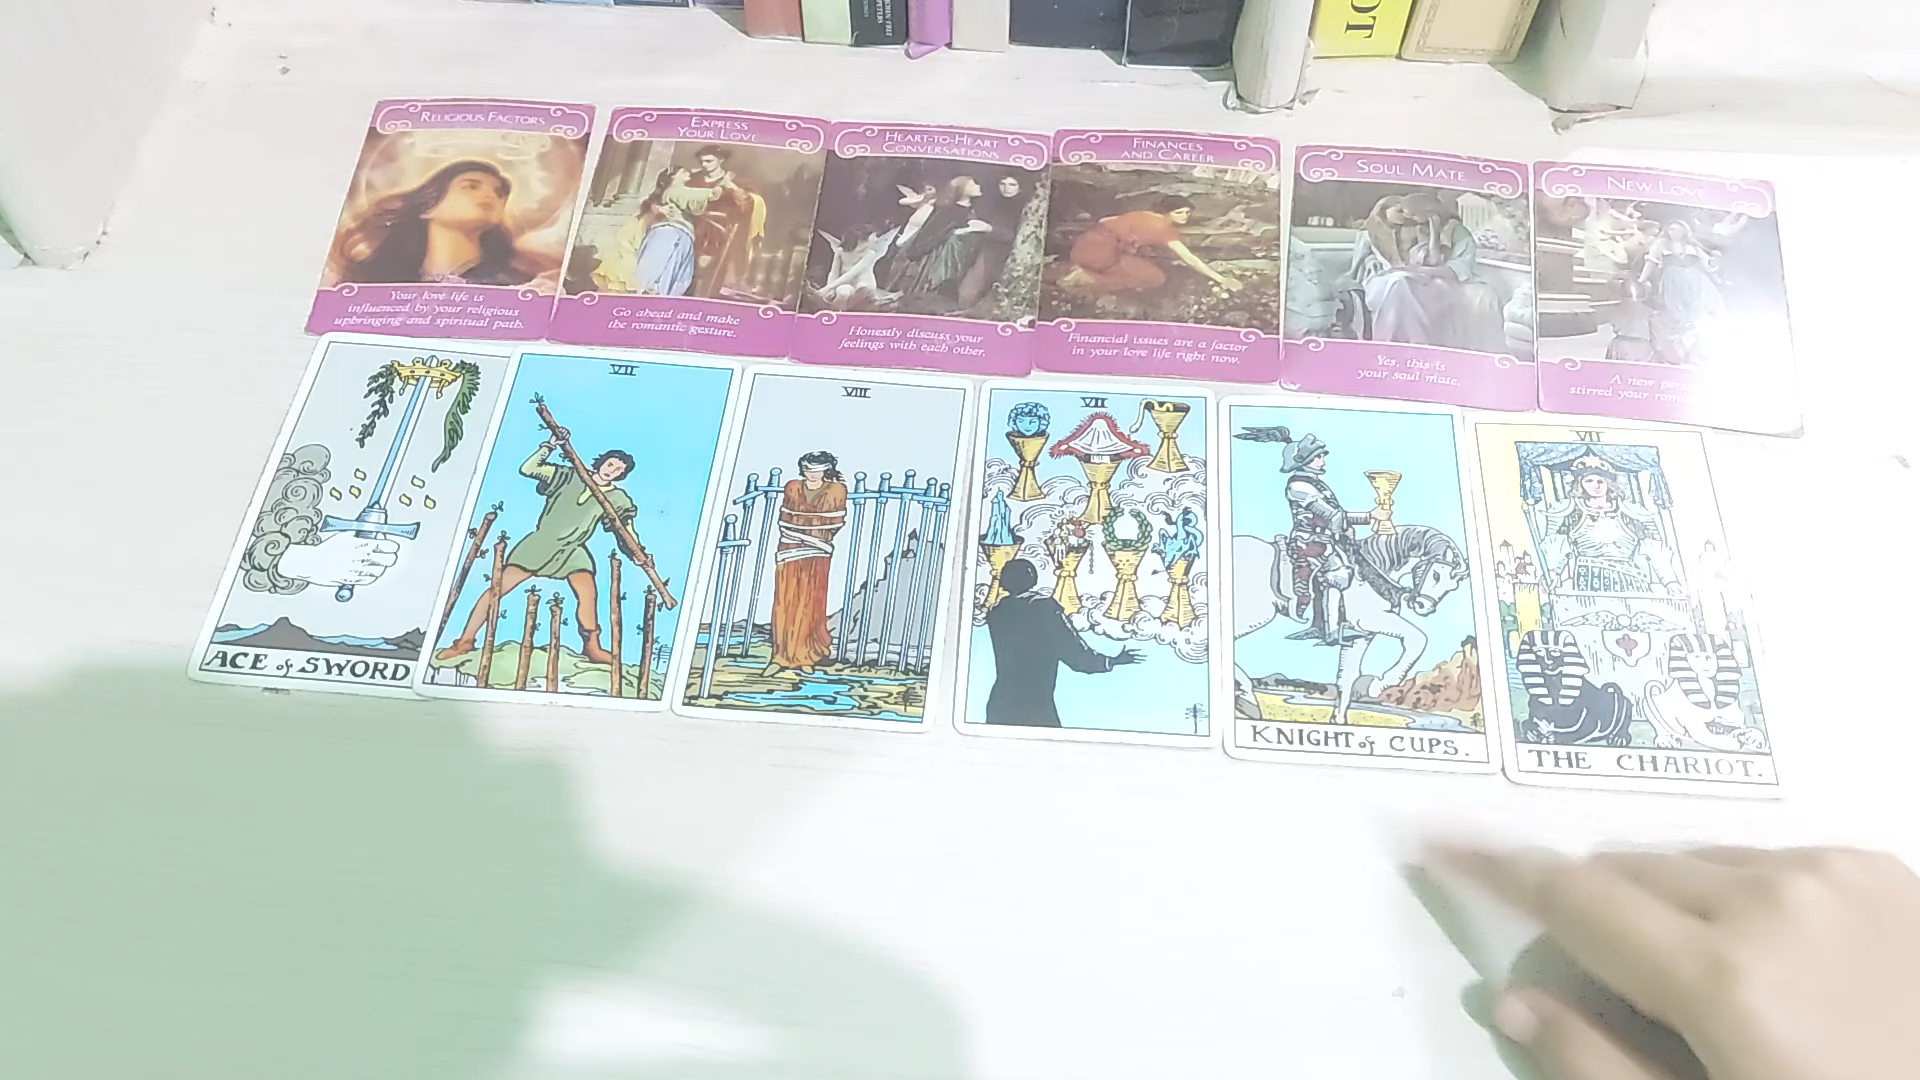 OT
RELIGIOUS FACTORS
Your love life is
influenced by your religious
upbringing and spiritual path.
EXPRESS
YOUR LOVE
Go ahead and make
the romantic gesture.
HEART-TO-HEART
CONVERSATIONS
Honestly discuss your
feelings with each other.
FINANCES
AND CAREER
Financial issues are a factor
in your love life right now.
SOUL MATE
Yes, this is
your soul mate.
NEW LOVE
A new
stirred your
ACE of SWORD
VII
VIII
VII
KNIGHT of CUPS.
VII
THE CHARIOT.